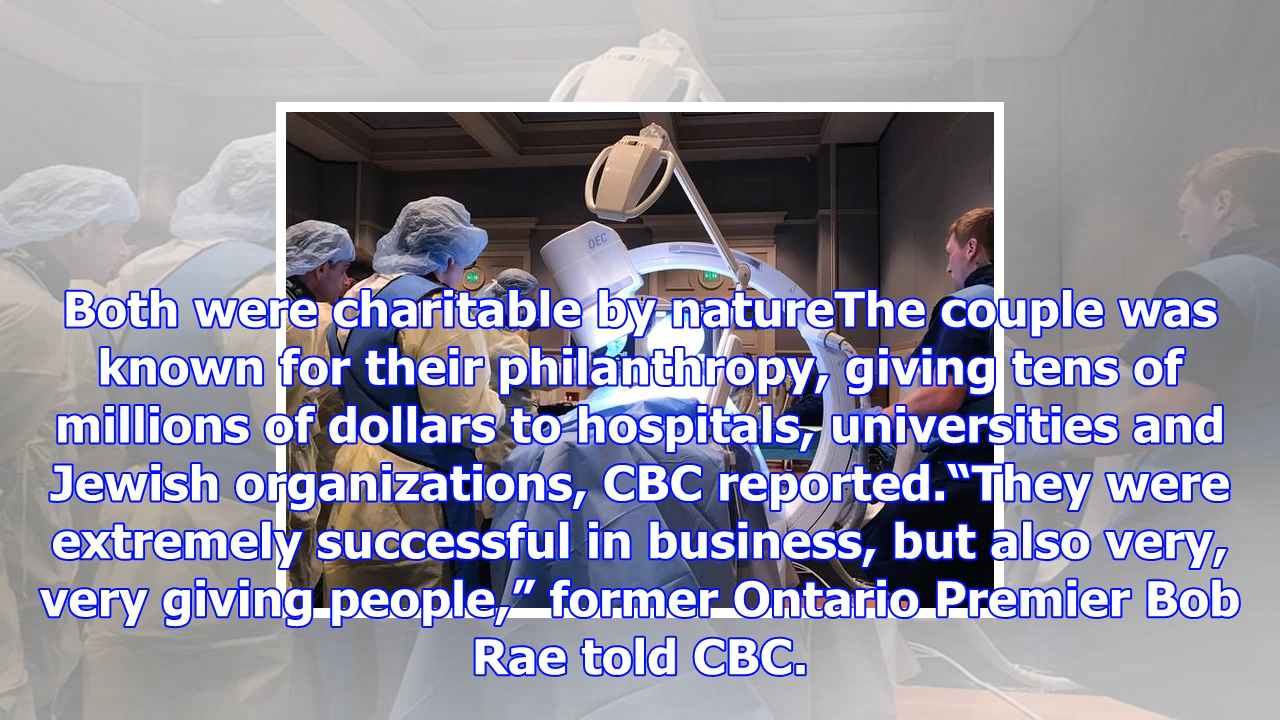 OEC
Both were charitable by natureThe couple was
known for their philanthropy, giving tens of
millions of dollars to hospitals, universities and
Jewish organizations, CBC reported.“They were
extremely successful in business, but also very,
very giving people,” former Ontario Premier Bob
Rae told CBC.